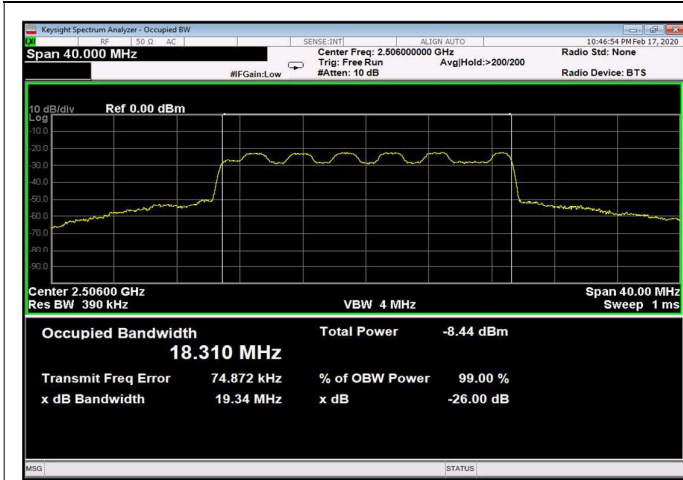 Keysight Spectrum Analyzer - Occupied BW
RF 50 Ω AC SENSE:INT ALIGN AUTO 10:46:54 PM Feb 17, 2020
Span 40.000 MHz Center Freq: 2.506000000 GHz Radio Std: None
Trig: Free Run Avg|Hold:>200/200
#IFGain:Low #Atten: 10 dB Radio Device: BTS
10 dB/div Ref 0.00 dBm
Log
-10.0
-20.0
-30.0
-40.0
-50.0
-60.0
-70.0
-80.0
-90.0
Center 2.50600 GHz Span 40.00 MHz
Res BW 390 kHz VBW 4 MHz Sweep 1 ms
Occupied Bandwidth Total Power -8.44 dBm
18.310 MHz
Transmit Freq Error 74.872 kHz % of OBW Power 99.00 %
x dB Bandwidth 19.34 MHz x dB -26.00 dB
MSG STATUS